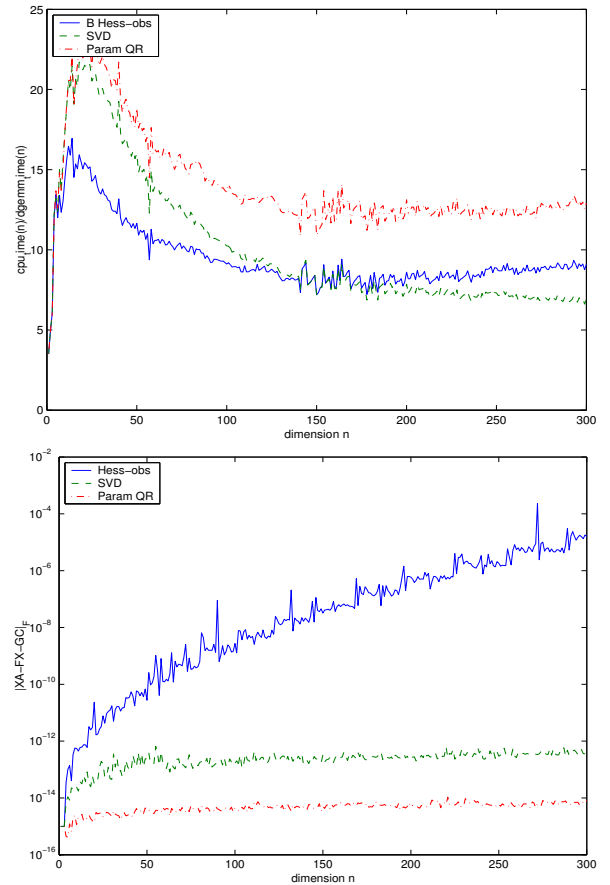 25
20
15
10
5
0
cpu_time(n)/dgemm_time(n)
B Hess-obs
SVD
Param QR
0 50 100 150 200 250 300
dimension n
10^-2
10^-4
10^-6
10^-8
10^-10
10^-12
10^-14
10^-16
|XA-FX-GC|_F
Hess-obs
SVD
Param QR
0 50 100 150 200 250 300
dimension n